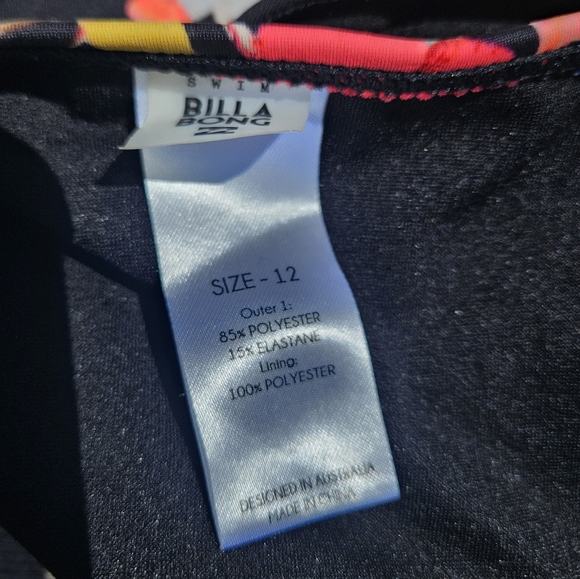 SWIM
BILLA
BONG
SIZE - 12
Outer 1:
85% POLYESTER
15% ELASTANE
Lining:
100% POLYESTER
DESIGNED IN AUSTRALIA
MADE IN CHINA